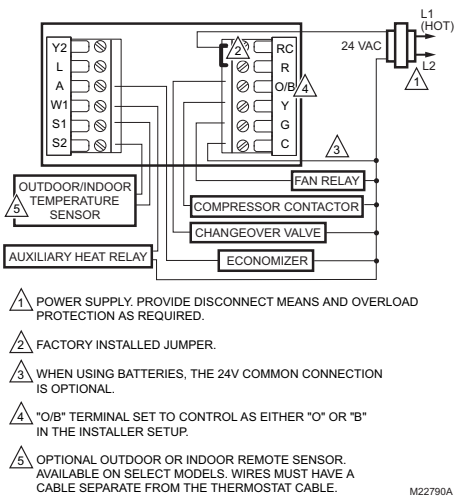 L1
(HOT)
24 VAC
L2
1
Y2
L
A
W1
S1
S2
2
RC
R
O/B
Y
G
C
4
3
FAN RELAY
COMPRESSOR CONTACTOR
CHANGEOVER VALVE
ECONOMIZER
5
OUTDOOR/INDOOR
TEMPERATURE
SENSOR
AUXILIARY HEAT RELAY
1 POWER SUPPLY. PROVIDE DISCONNECT MEANS AND OVERLOAD
PROTECTION AS REQUIRED.
2 FACTORY INSTALLED JUMPER.
3 WHEN USING BATTERIES, THE 24V COMMON CONNECTION
IS OPTIONAL.
4 "O/B" TERMINAL SET TO CONTROL AS EITHER "O" OR "B"
IN THE INSTALLER SETUP.
5 OPTIONAL OUTDOOR OR INDOOR REMOTE SENSOR.
AVAILABLE ON SELECT MODELS. WIRES MUST HAVE A
CABLE SEPARATE FROM THE THERMOSTAT CABLE.
M22790A